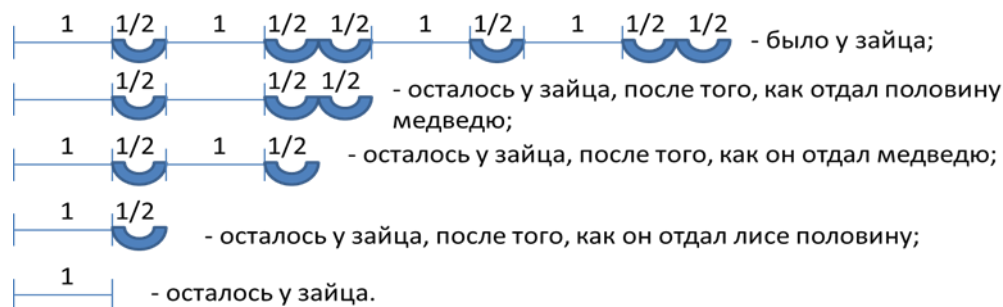 1 1/2 1 1/2 1/2 1 1/2 1 1/2 1/2 - было у зайца;
1/2 1/2 1/2 - осталось у зайца, после того, как отдал половину
медведю;
1 1/2 1 1/2 - осталось у зайца, после того, как он отдал медведю;
1 1/2 - осталось у зайца, после того, как он отдал лисе половину;
1 - осталось у зайца.